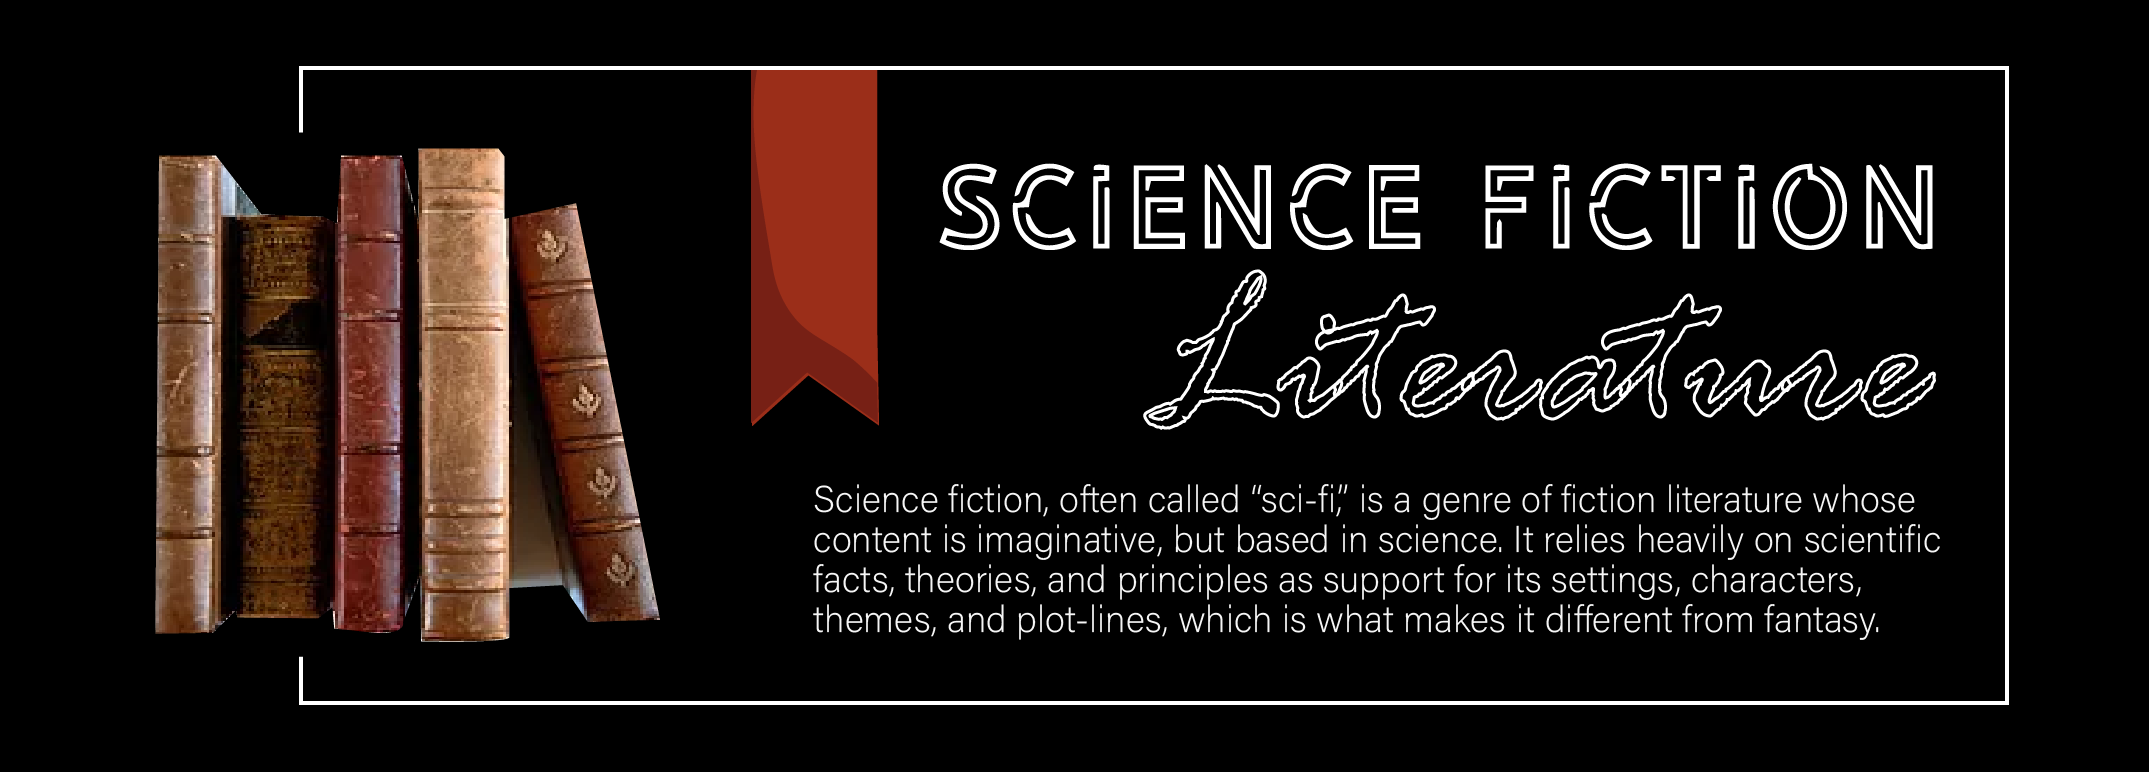 SCIENCE FICTION
Literature
Science fiction, often called “sci-fi,” is a genre of fiction literature whose
content is imaginative, but based in science. It relies heavily on scientific
facts, theories, and principles as support for its settings, characters,
themes, and plot-lines, which is what makes it different from fantasy.